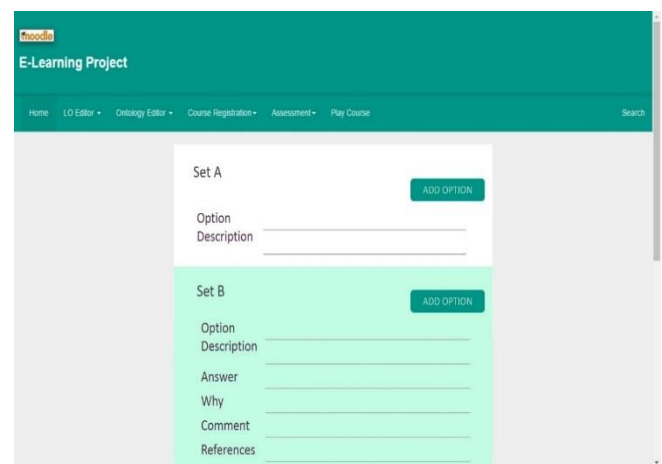 moodle
E-Learning Project
Home LO Editor Ontology Editor Course Registration Assessment Play Course Search
Set A
ADD OPTION
Option
Description
Set B
ADD OPTION
Option
Description
Answer
Why
Comment
References